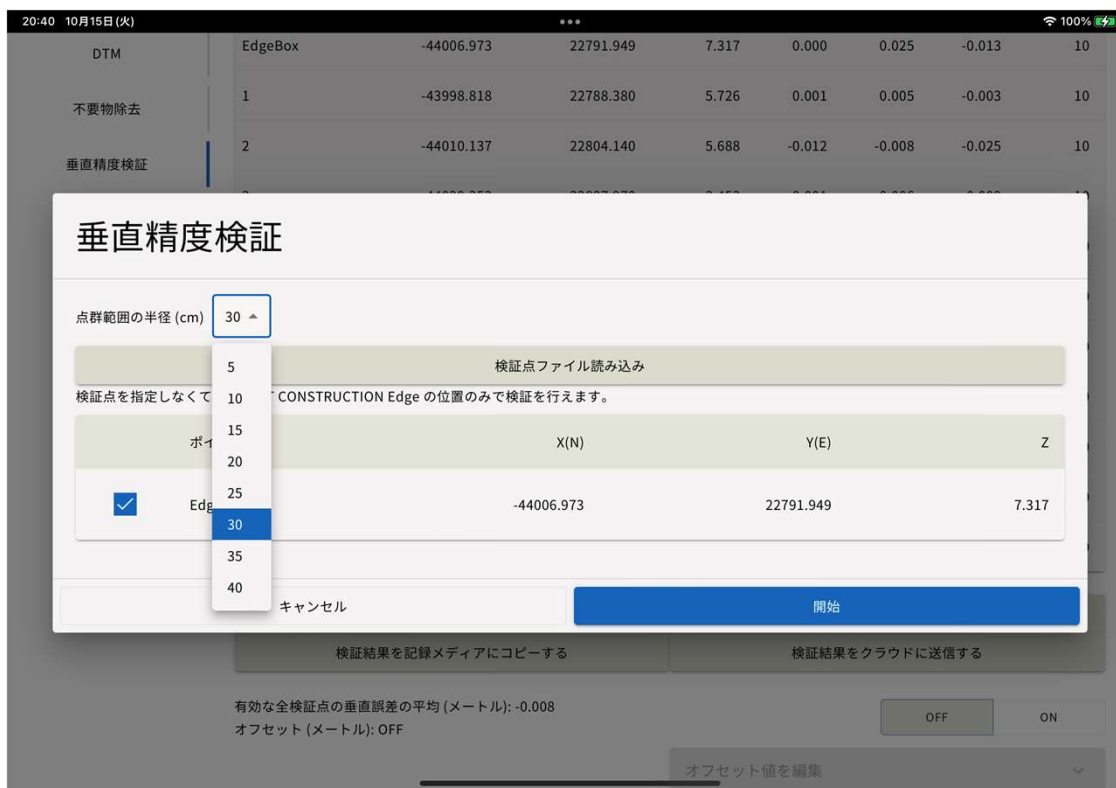 20:40 10月15日(火)
100%
DTM
EdgeBox -44006.973 22791.949 7.317 0.000 0.025 -0.013 10
不要物除去
1 -43998.818 22788.380 5.726 0.001 0.005 -0.003 10
垂直精度検証
2 -44010.137 22804.140 5.688 -0.012 -0.008 -0.025 10
垂直精度検証
点群範囲の半径 (cm) 30
検証点ファイル読み込み
検証点を指定しなくて
CONSTRUCTION Edge の位置のみで検証を行えます。
X(N) Y(E) Z
-44006.973 22791.949 7.317
5
10
15
20
25
30
35
40
キャンセル 開始
検証結果を記録メディアにコピーする 検証結果をクラウドに送信する
有効な全検証点の垂直誤差の平均 (メートル): -0.008
オフセット (メートル): OFF
OFF ON
オフセット値を編集